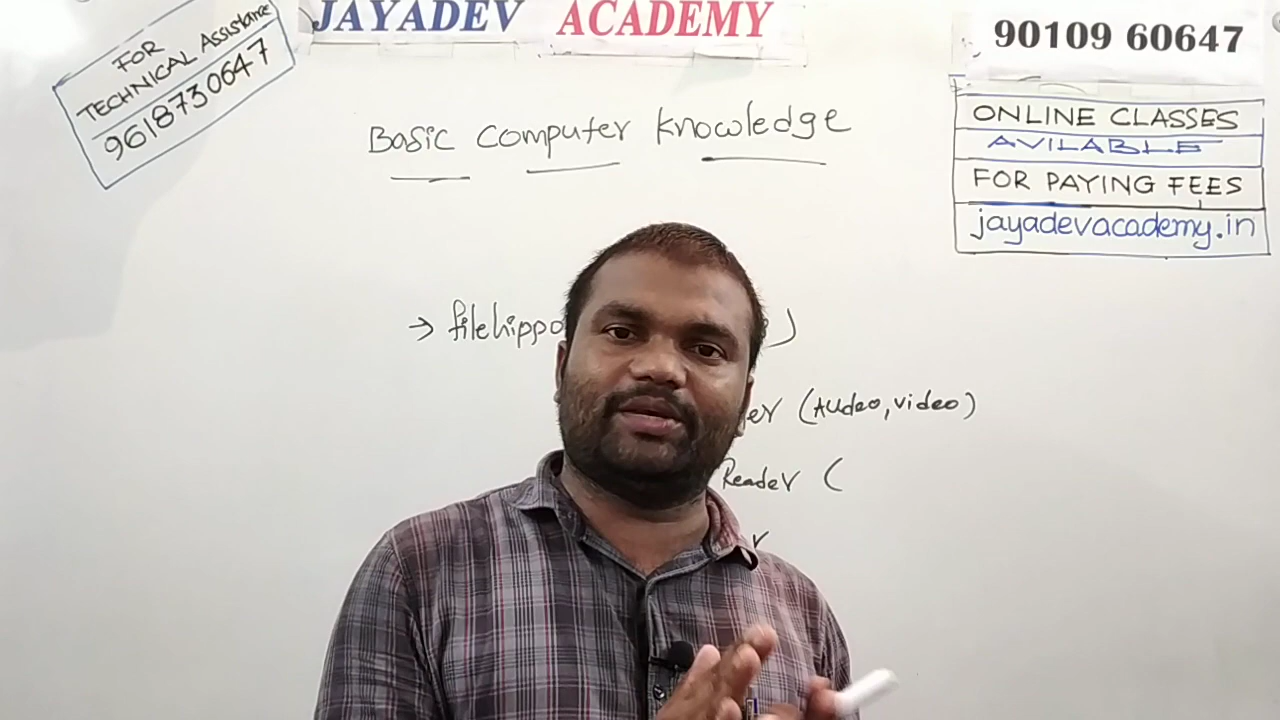 JAYADEV ACADEMY
FOR
TECHNICAL Assistance
9618730647
90109 60647
ONLINE CLASSES
AVILABLE
FOR PAYING FEES
jayadevacademy.in
Basic Computer Knowledge
→ filehippo )
er (Audeo, video)
Reader (
r